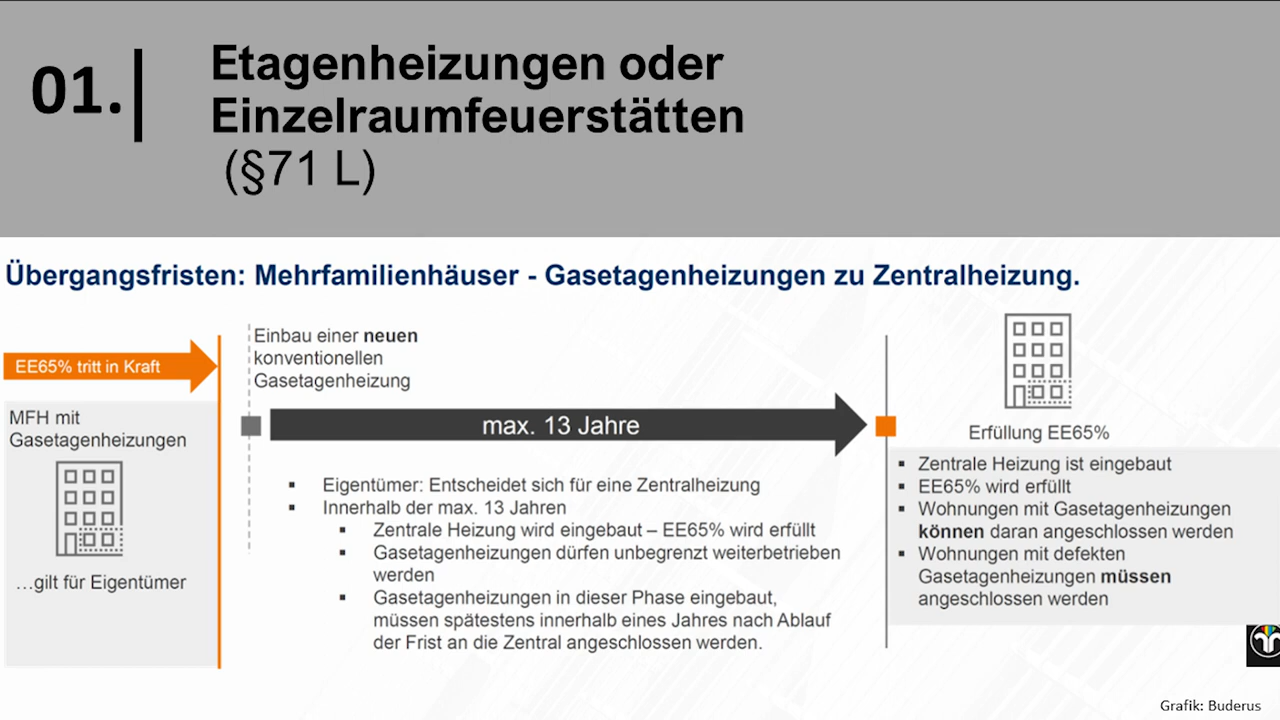 01.
Etagenheizungen oder
Einzelraumfeuerstätten
(§71 L)
Übergangsfristen: Mehrfamilienhäuser - Gasetagenheizungen zu Zentralheizung.
EE65% tritt in Kraft
MFH mit
Gasetagenheizungen
...gilt für Eigentümer
Einbau einer neuen
konventionellen
Gasetagenheizung
max. 13 Jahre
▪ Eigentümer: Entscheidet sich für eine Zentralheizung
▪ Innerhalb der max. 13 Jahren
▪ Zentrale Heizung wird eingebaut – EE65% wird erfüllt
▪ Gasetagenheizungen dürfen unbegrenzt weiterbetrieben
werden
▪ Gasetagenheizungen in dieser Phase eingebaut,
müssen spätestens innerhalb eines Jahres nach Ablauf
der Frist an die Zentral angeschlossen werden.
Erfüllung EE65%
▪ Zentrale Heizung ist eingebaut
▪ EE65% wird erfüllt
▪ Wohnungen mit Gasetagenheizungen
können daran angeschlossen werden
▪ Wohnungen mit defekten
Gasetagenheizungen müssen
angeschlossen werden
Grafik: Buderus